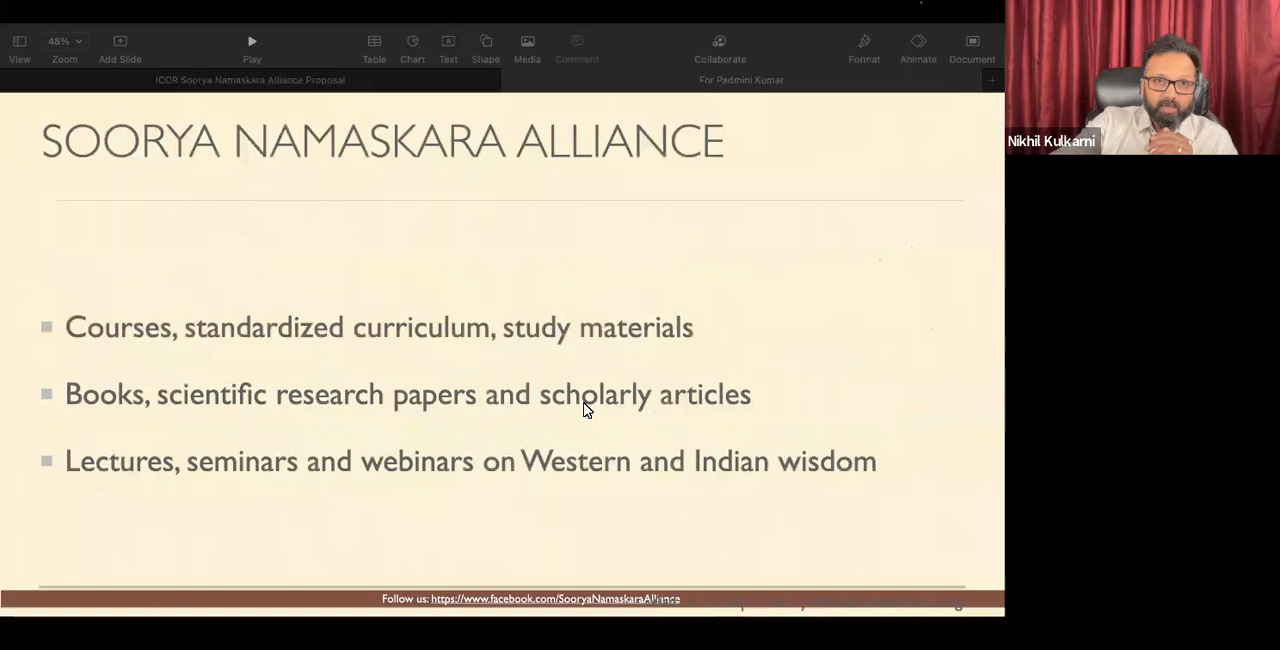 48%
View
Zoom
Add Slide
Play
Table
Chart
Text
Shape
Media
Comment
Collaborate
Format
Animate
Document
ICCR Soorya Namaskara Alliance Proposal
For Padmini Kumar
Nikhil Kulkarni
SOORYA NAMASKARA ALLIANCE
Courses, standardized curriculum, study materials
Books, scientific research papers and scholarly articles
Lectures, seminars and webinars on Western and Indian wisdom
Follow us: https://www.facebook.com/SooryaNamaskaraAlliance